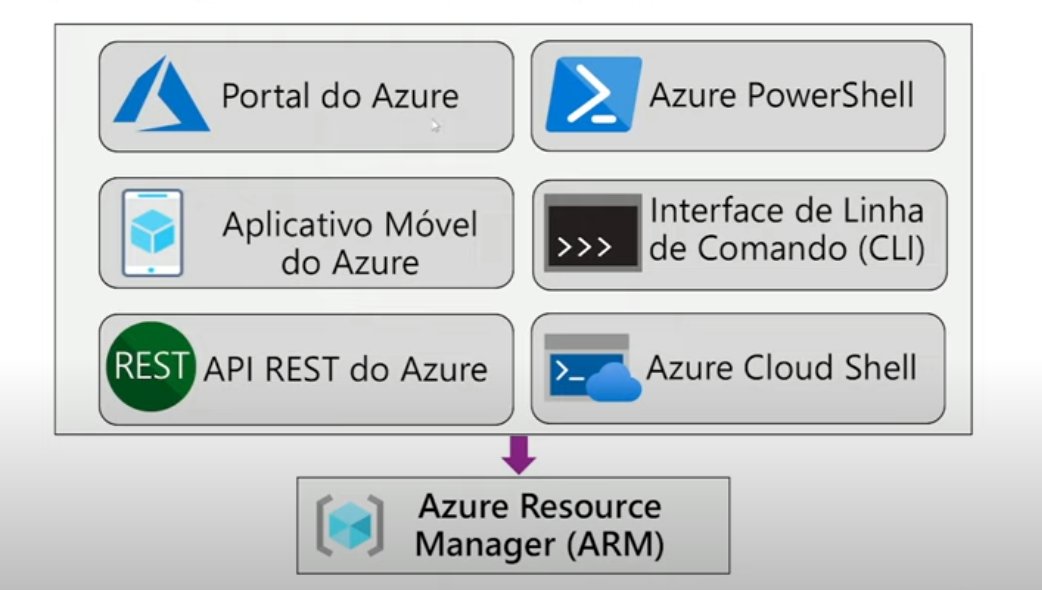 Portal do Azure
Azure PowerShell
Aplicativo Móvel
do Azure
>>>
Interface de Linha
de Comando (CLI)
REST
API REST do Azure
>_
Azure Cloud Shell
Azure Resource
Manager (ARM)